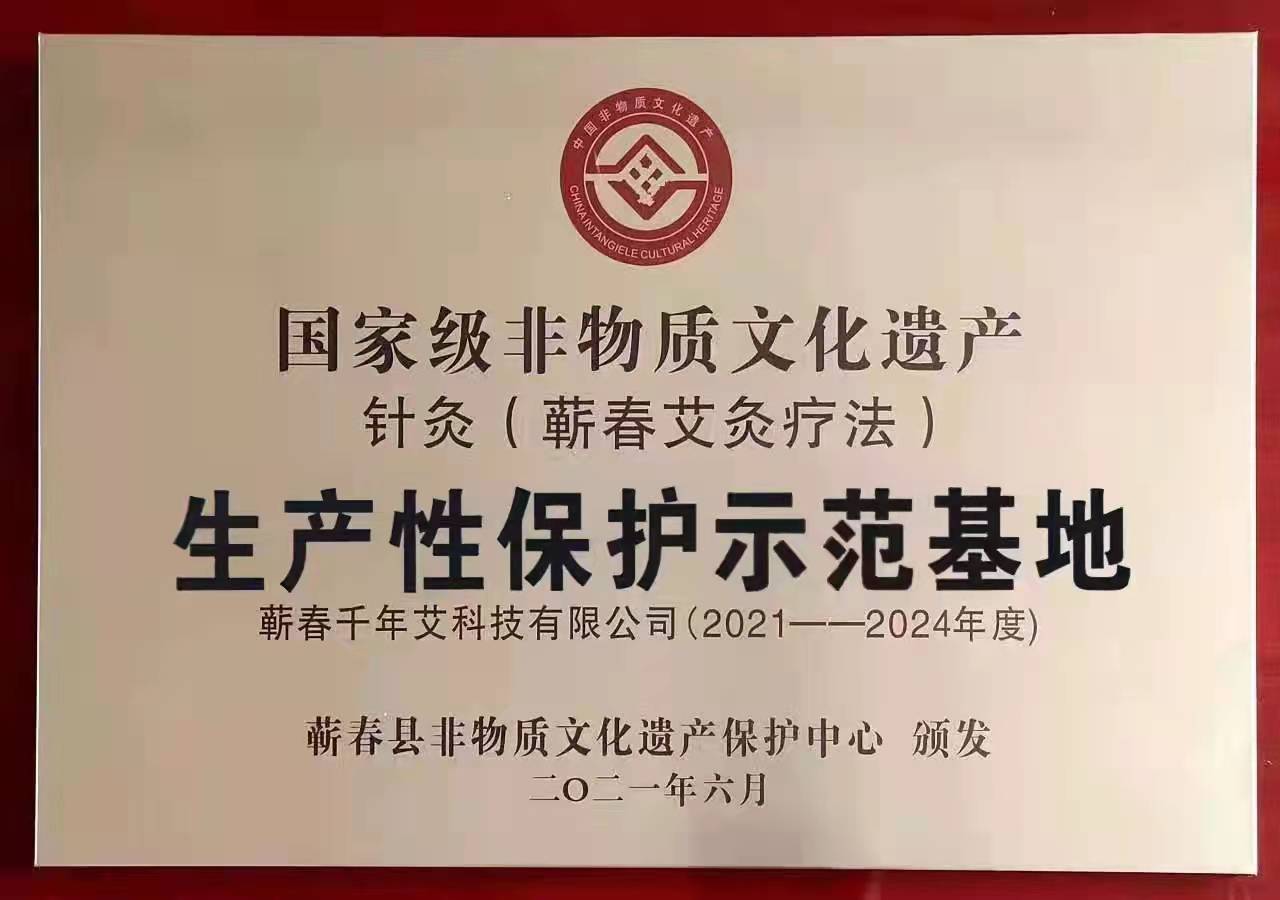 中国非物质文化遗产
CHINA INTANGIELE CULTURAL HERITAGE
国家级非物质文化遗产
针灸（蕲春艾灸疗法）
生产性保护示范基地
蕲春千年艾科技有限公司(2021——2024年度)
蕲春县非物质文化遗产保护中心 颁发
二〇二一年六月